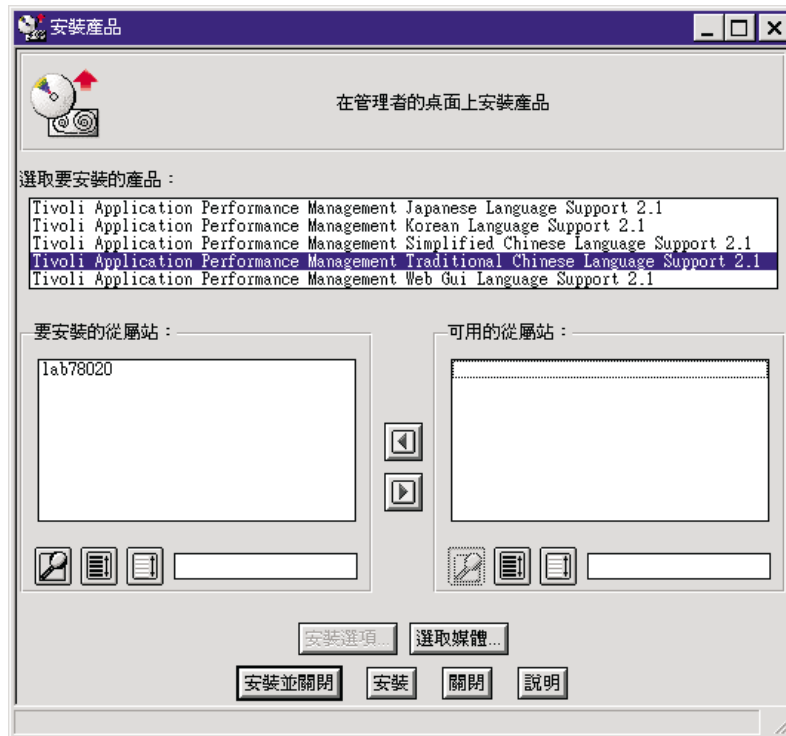 安裝產品
在管理者的桌面上安裝產品
選取要安裝的產品：
Tivoli Application Performance Management Japanese Language Support 2.1
Tivoli Application Performance Management Korean Language Support 2.1
Tivoli Application Performance Management Simplified Chinese Language Support 2.1
Tivoli Application Performance Management Traditional Chinese Language Support 2.1
Tivoli Application Performance Management Web Gui Language Support 2.1
要安裝的從屬站：
lab78020
可用的從屬站：
安裝選項... 選取媒體...
安裝並關閉 安裝 關閉 說明